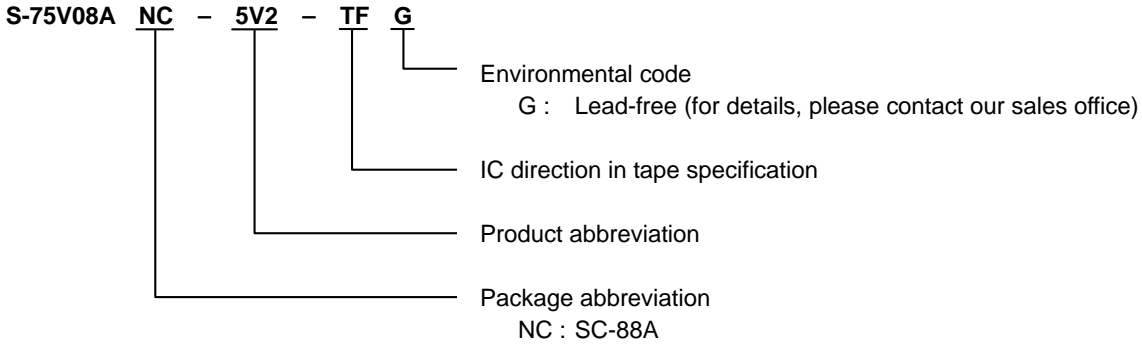 S-75V08A NC – 5V2 – TF G
Environmental code
G : Lead-free (for details, please contact our sales office)
IC direction in tape specification
Product abbreviation
Package abbreviation
NC : SC-88A